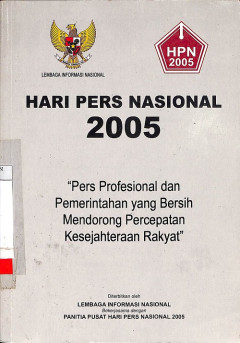 HPN
2005
LEMBAGA INFORMASI NASIONAL
HARI PERS NASIONAL
2005
"Pers Profesional dan
Pemerintahan yang Bersih
Mendorong Percepatan
Kesejahteraan Rakyat"
Diterbitkan oleh
LEMBAGA INFORMASI NASIONAL
Bekerjasama dengan
PANITIA PUSAT HARI PERS NASIONAL 2005